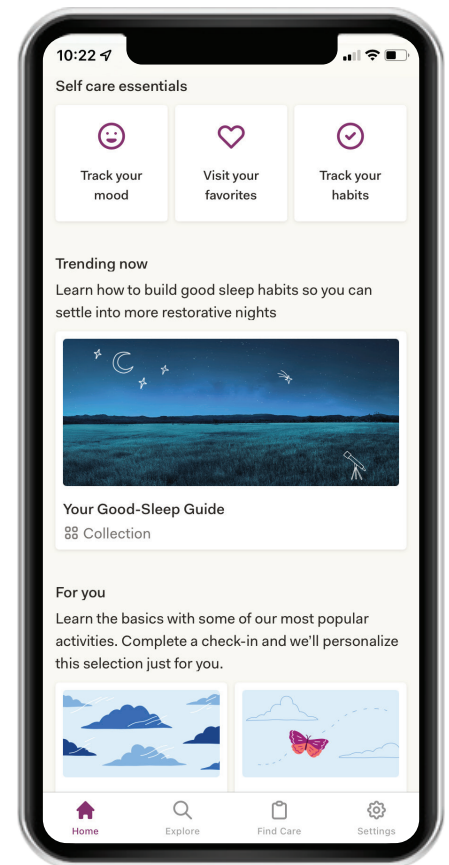 10:22
Self care essentials
Track your
mood
Visit your
favorites
Track your
habits
Trending now
Learn how to build good sleep habits so you can
settle into more restorative nights
Your Good-Sleep Guide
Collection
For you
Learn the basics with some of our most popular
activities. Complete a check-in and we'll personalize
this selection just for you.
Home
Explore
Find Care
Settings